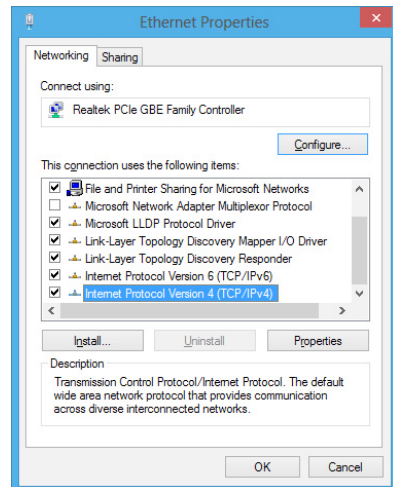 Ethernet Properties
Networking Sharing
Connect using:
Realtek PCIe GBE Family Controller
Configure...
This connection uses the following items:
File and Printer Sharing for Microsoft Networks
Microsoft Network Adapter Multiplexor Protocol
Microsoft LLDP Protocol Driver
Link-Layer Topology Discovery Mapper I/O Driver
Link-Layer Topology Discovery Responder
Internet Protocol Version 6 (TCP/IPv6)
Internet Protocol Version 4 (TCP/IPv4)
Install... Uninstall Properties
Description
Transmission Control Protocol/Internet Protocol. The default
wide area network protocol that provides communication
across diverse interconnected networks.
OK Cancel